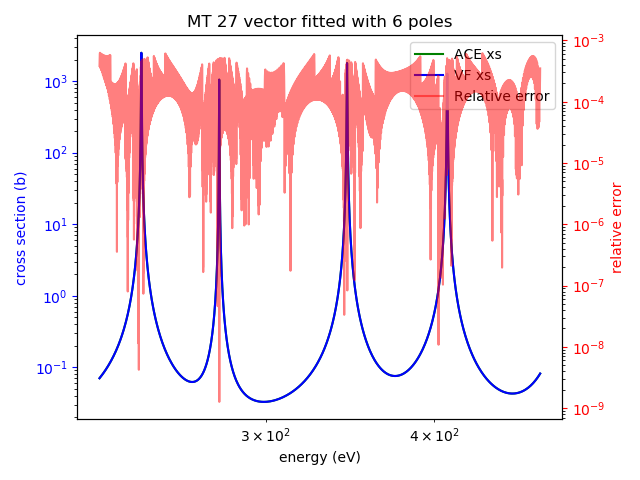 MT 27 vector fitted with 6 poles
ACE xs
VF xs
Relative error
10³
10²
10¹
10⁰
10⁻¹
cross section (b)
10⁻³
10⁻⁴
10⁻⁵
10⁻⁶
10⁻⁷
10⁻⁸
10⁻⁹
relative error
3 × 10²
4 × 10²
energy (eV)